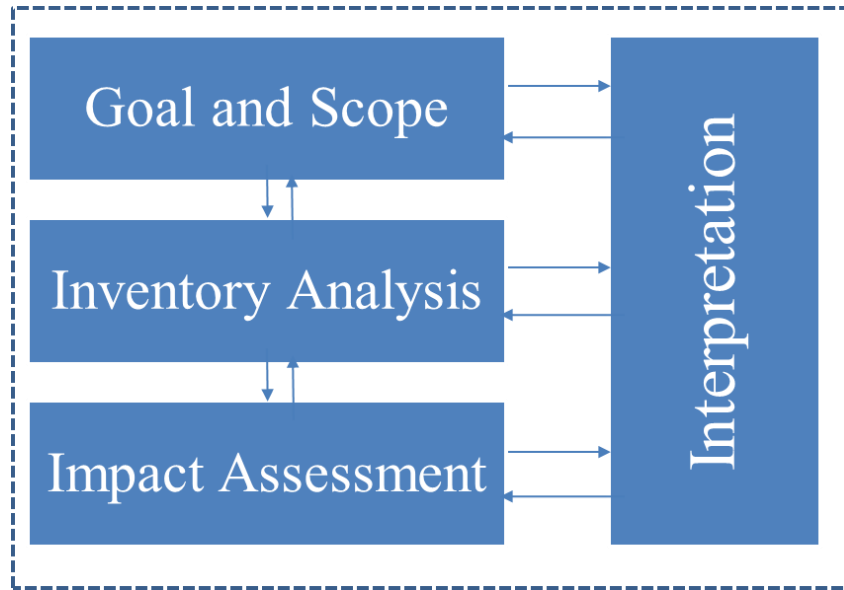 Goal and Scope
Inventory Analysis
Impact Assessment
Interpretation